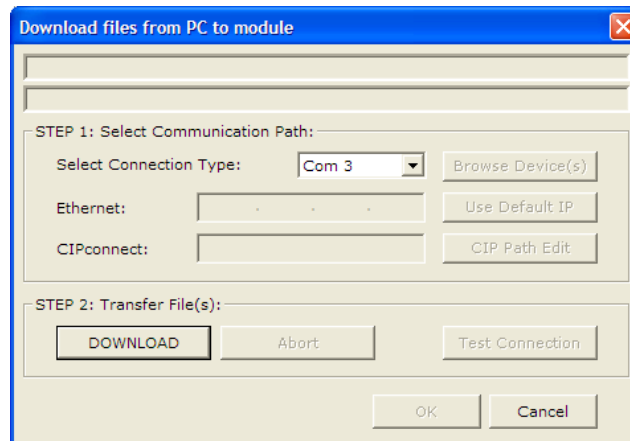 Download files from PC to module
STEP 1: Select Communication Path:
Select Connection Type: Com 3 Browse Device(s)
Ethernet: . . . Use Default IP
CIPconnect: CIP Path Edit
STEP 2: Transfer File(s):
DOWNLOAD Abort Test Connection
OK Cancel